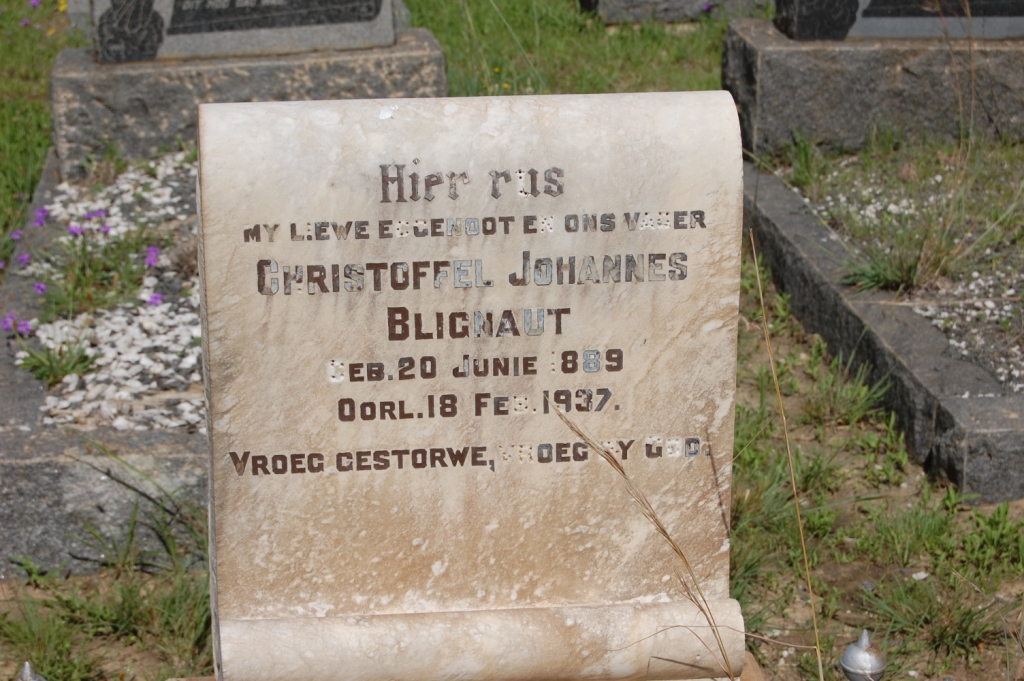 Hier rus
MY LIEWE EGGENOOT EN ONS VADER
CHRISTOFFEL JOHANNES
BLIGNAUT
GEB. 20 JUNIE 1889
OORL. 18 FEB. 1937.
VROEG GESTORWE, VROEG BY GOD.